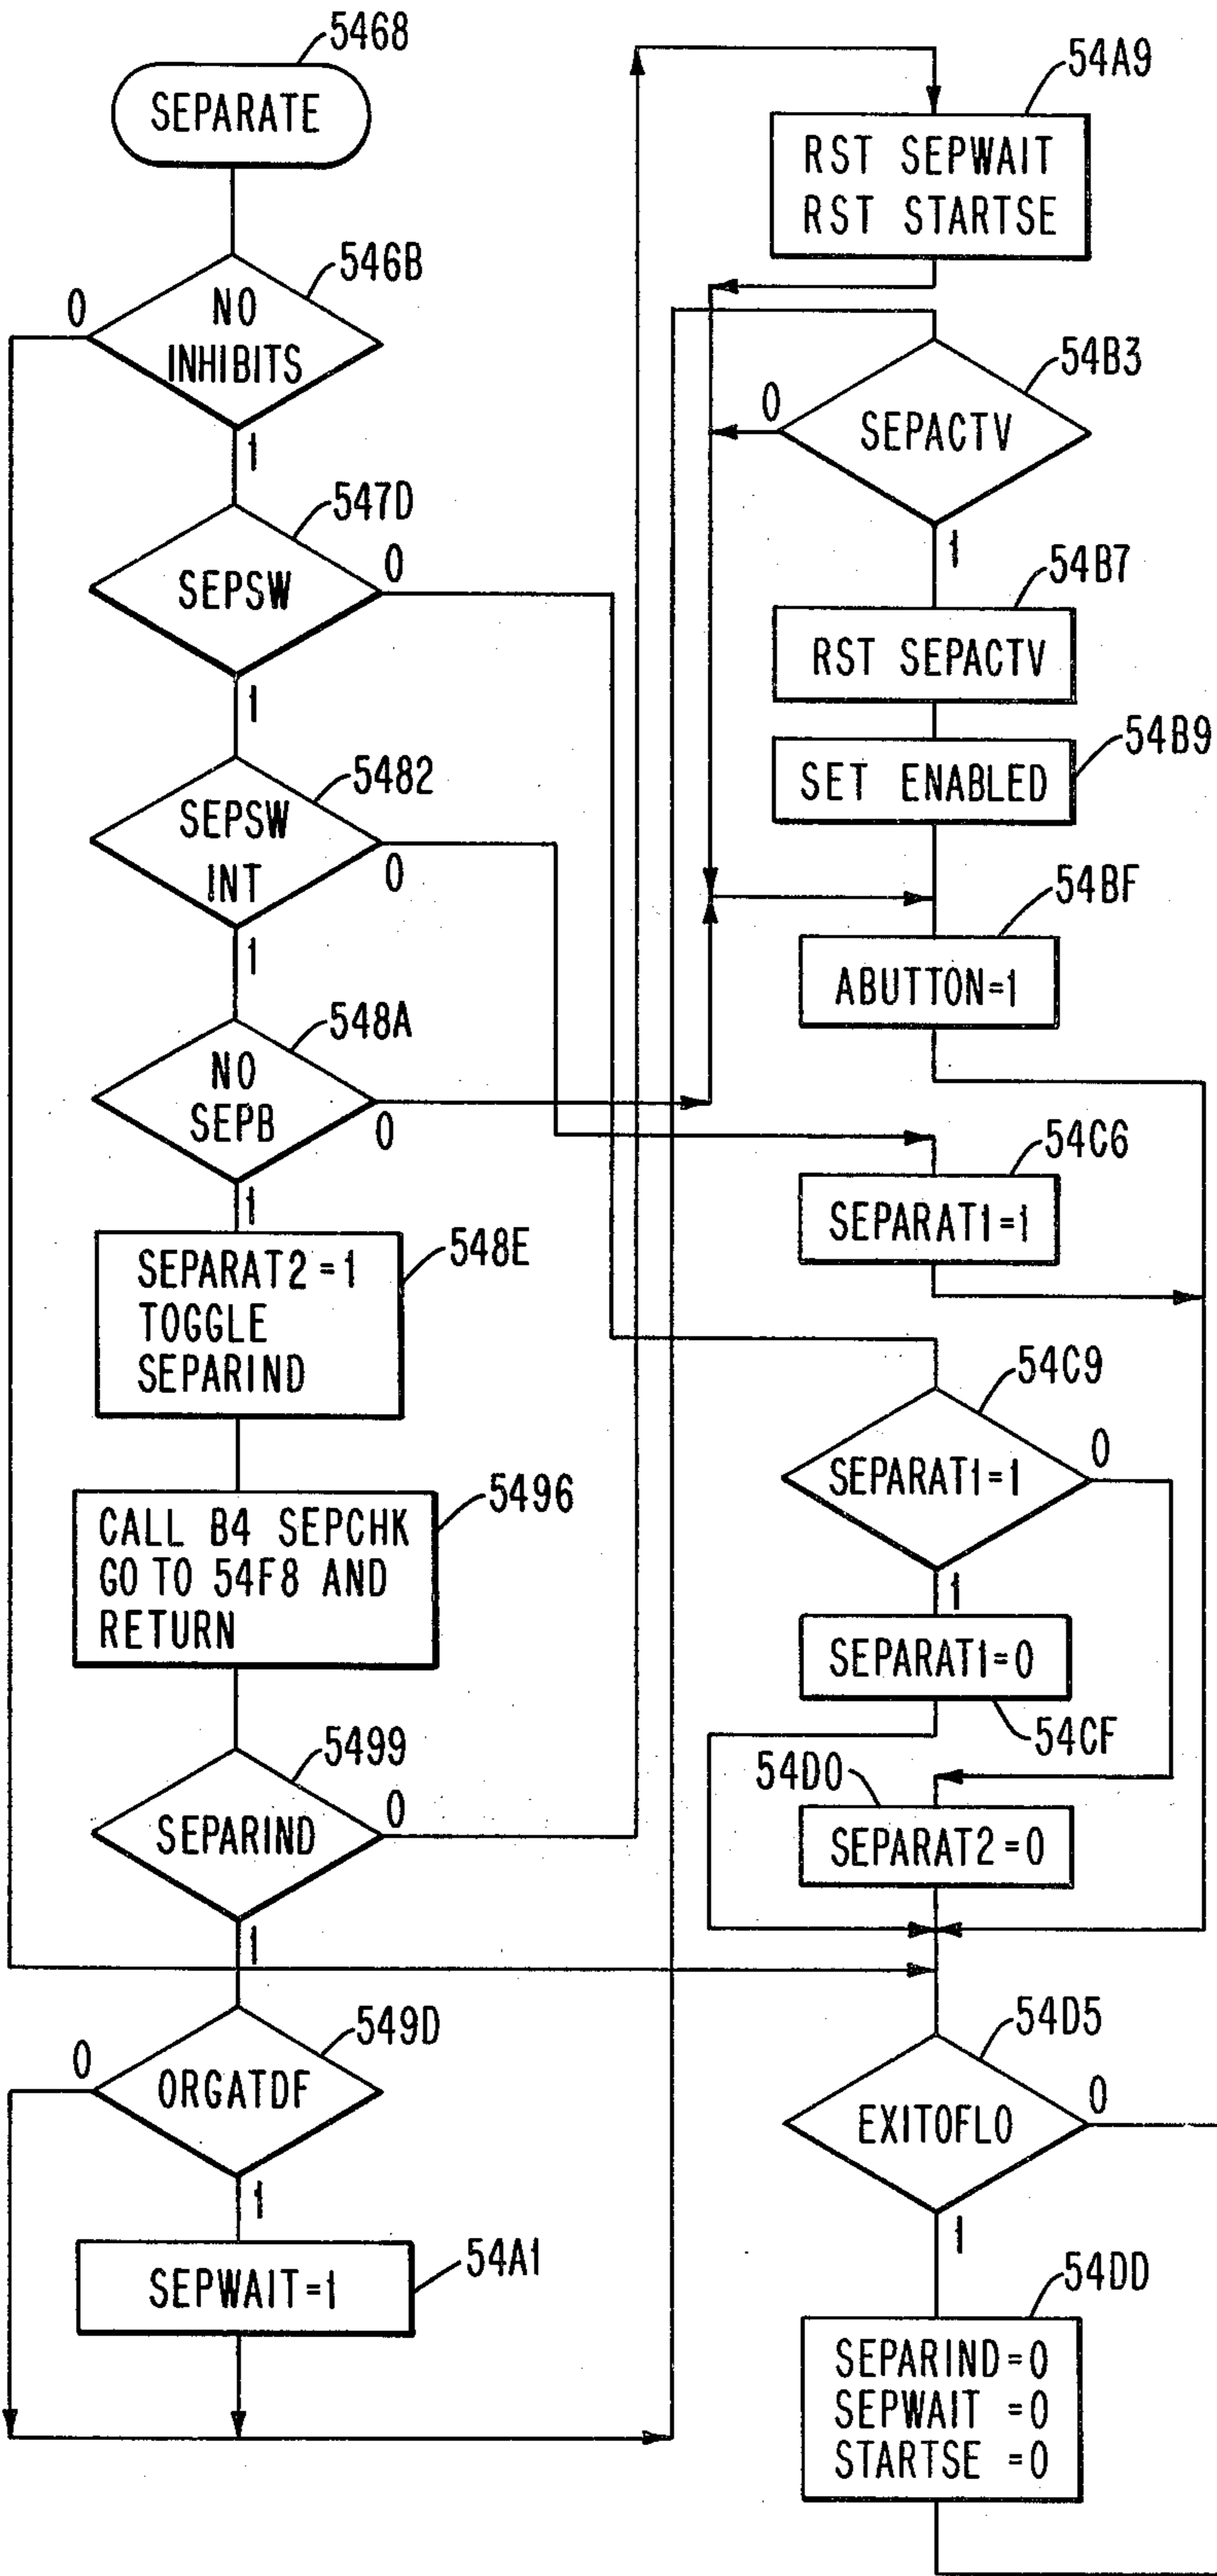 5468
SEPARATE
546B
0
NO
INHIBITS
1
547D
0
SEPSW
1
5482
SEPSW
INT
0
1
548A
NO
SEPB
0
1
548E
SEPARAT2=1
TOGGLE
SEPARIND
5496
CALL B4 SEPCHK
GO TO 54F8 AND
RETURN
5499
0
SEPARIND
1
549D
0
ORGATDF
1
54A1
SEPWAIT=1
54A9
RST SEPWAIT
RST STARTSE
54B3
0
SEPACTV
1
54B7
RST SEPACTV
54B9
SET ENABLED
54BF
ABUTTON=1
54C6
SEPARAT1=1
54C9
0
SEPARAT1=1
1
SEPARAT1=0
54CF
54D0
SEPARAT2=0
54D5
0
EXITOFLO
1
54DD
SEPARIND=0
SEPWAIT =0
STARTSE =0